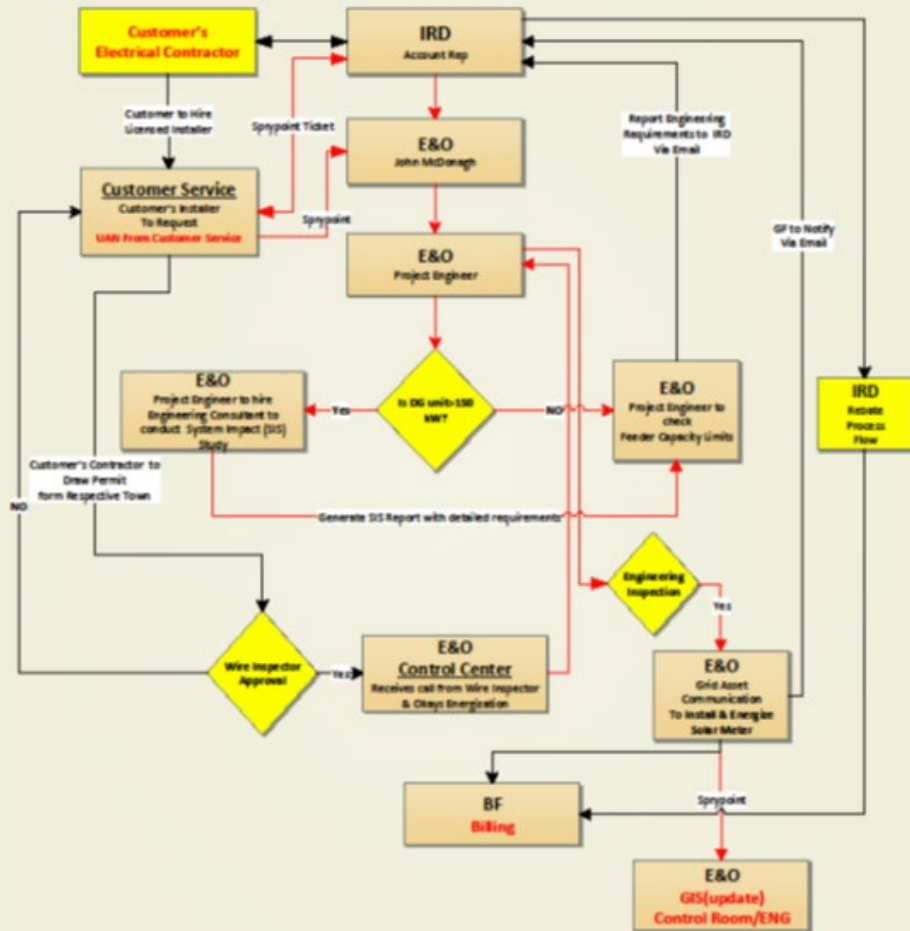 Customer's
Electrical Contractor
IRD
Account Rep
Customer to Hire
Licensed Installer
Sprypoint Ticket
Report Engineering
Requirements to IRD
Via Email
E&O
John McDonagh
Customer Service
Customer's Installer
To Request
UAN From Customer Service
Sprypoint
GF to Notify
Via Email
E&O
Project Engineer
E&O
Project Engineer to hire
Engineering Consultant to
conduct System Impact (SIS)
Study
Yes
Is DG unit>150
kW?
NO
E&O
Project Engineer to
check
Feeder Capacity Limits
IRD
Rebate
Process
Flow
Customer's Contractor to
Draw Permit
form Respective Town
NO
Generate SIS Report with detailed requirements
Engineering
Inspection
Yes
Wire Inspector
Approval
Yes
E&O
Control Center
Receives call from Wire Inspector
& Okays Energization
E&O
Grid Asset
Communication
To Install & Energize
Solar Meter
BF
Billing
Sprypoint
E&O
GIS(update)
Control Room/ENG